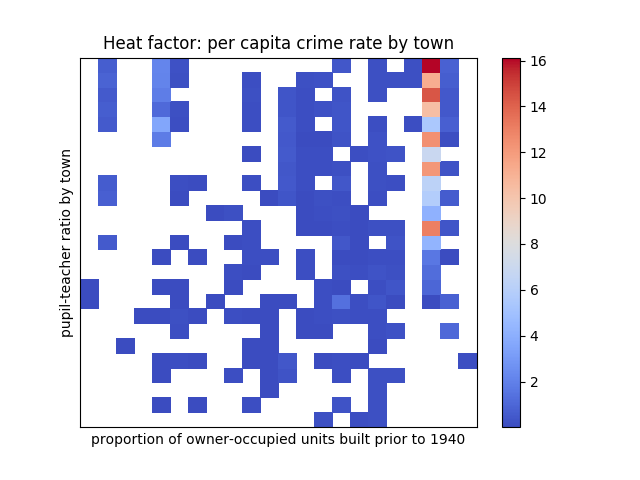 Heat factor: per capita crime rate by town
pupil-teacher ratio by town
proportion of owner-occupied units built prior to 1940
16
14
12
10
8
6
4
2